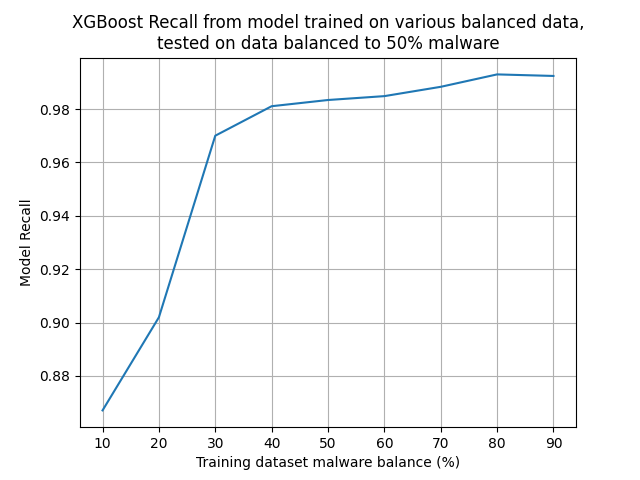 XGBoost Recall from model trained on various balanced data,
tested on data balanced to 50% malware
0.98
0.96
0.94
0.92
0.90
0.88
Model Recall
10 20 30 40 50 60 70 80 90
Training dataset malware balance (%)